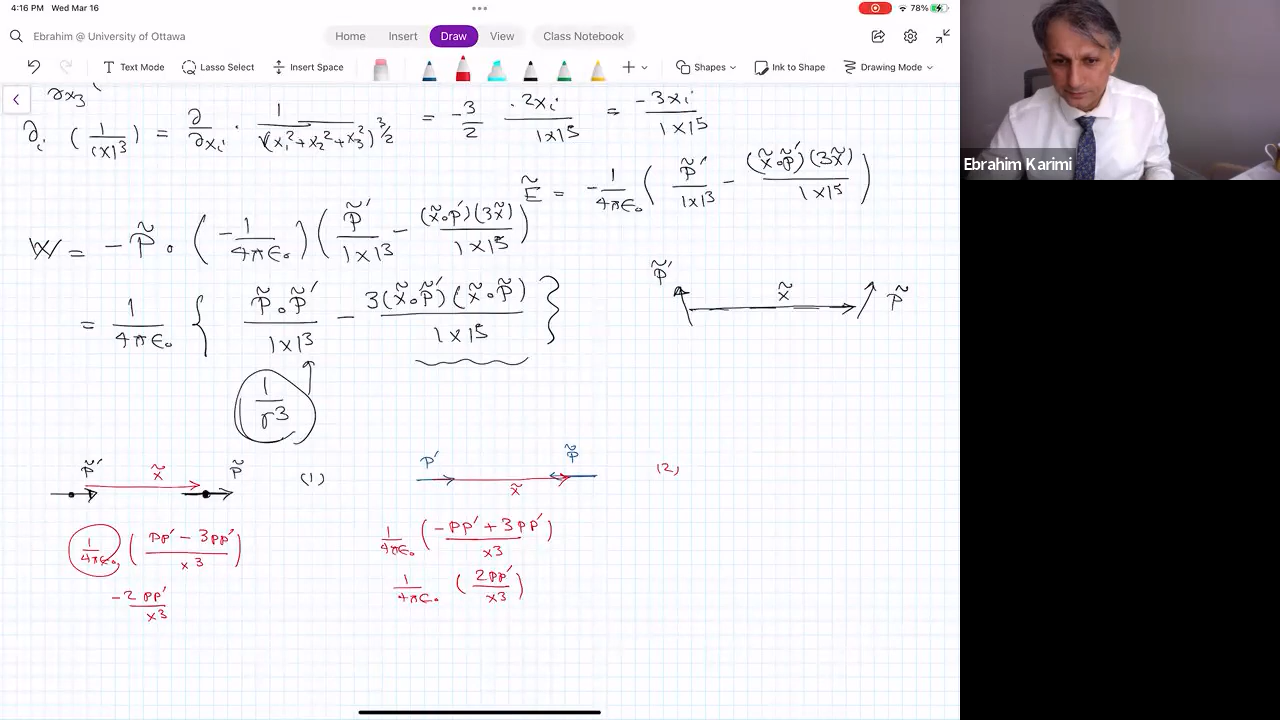 4:16 PM Wed Mar 16
78%
Ebrahim @ University of Ottawa
Home Insert Draw View Class Notebook
Text Mode Lasso Select Insert Space Shapes Ink to Shape Drawing Mode
∂x₃
∂ᵢ (1/|x|³) = ∂/∂xᵢ · 1/(√(x₁²+x₂²+x₃²)^3/2 = -3/2 · 2xᵢ/|x|⁵ = -3xᵢ/|x|⁵
Ẽ = -1/4πϵ₀ ( p̃′/|x|³ - (x̃∘p̃′)(3x̃)/|x|⁵ )
W = -p̃ ∘ (-1/4πϵ₀) ( p̃′/|x|³ - (x̃∘p′)(3x̃)/|x|⁵ )
= 1/4πϵ₀ { p̃∘p̃′/|x|³ - 3(x̃∘p̃′)(x̃∘p̃)/|x|⁵ }
p̃′ x̃ p̃
1/r³
p̃′ x̃ p̃ (1)
p′ x̃ p̃ (2)
1/4πϵ₀ ( pp′ - 3pp′/x³ )
-2pp′/x³
1/4πϵ₀ ( -pp′ + 3pp′/x³ )
1/4πϵ₀ ( 2pp′/x³ )
Ebrahim Karimi